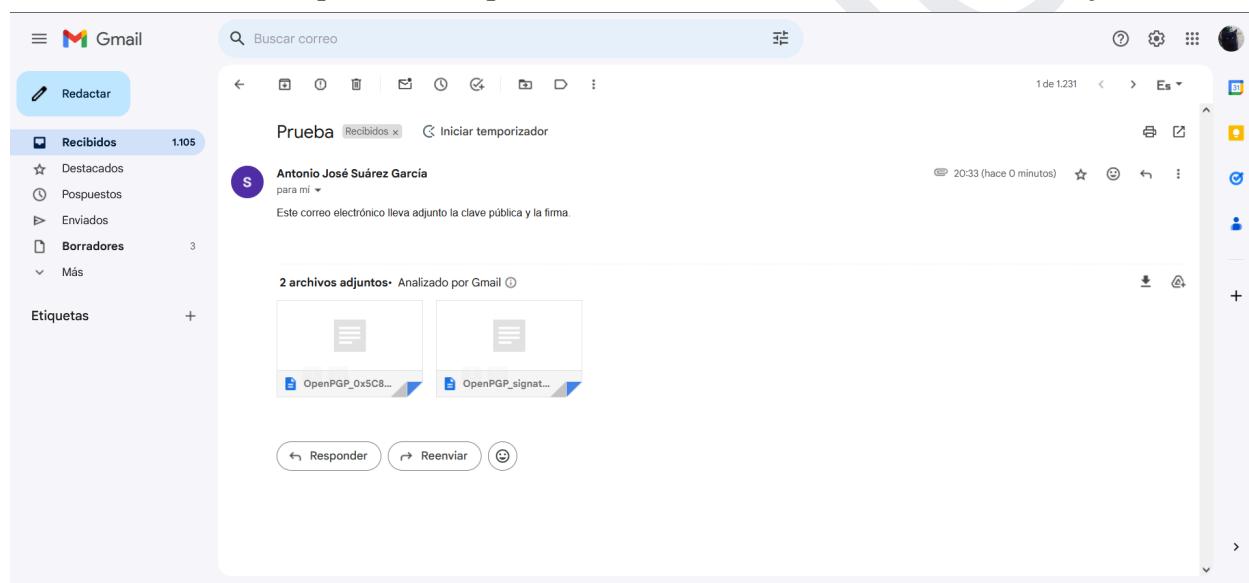 Gmail
Buscar correo
Redactar
1 de 1.231
Es
31
Prueba
Recibidos x
Iniciar temporizador
Recibidos 1.105
Destacados
S
Antonio José Suárez García
20:33 (hace 0 minutos)
para mí
Pospuestos
Este correo electrónico lleva adjunto la clave pública y la firma.
Enviados
Borradores 3
Más
2 archivos adjuntos• Analizado por Gmail
Etiquetas
OpenPGP_0x5C8...
OpenPGP_signat...
Responder
Reenviar